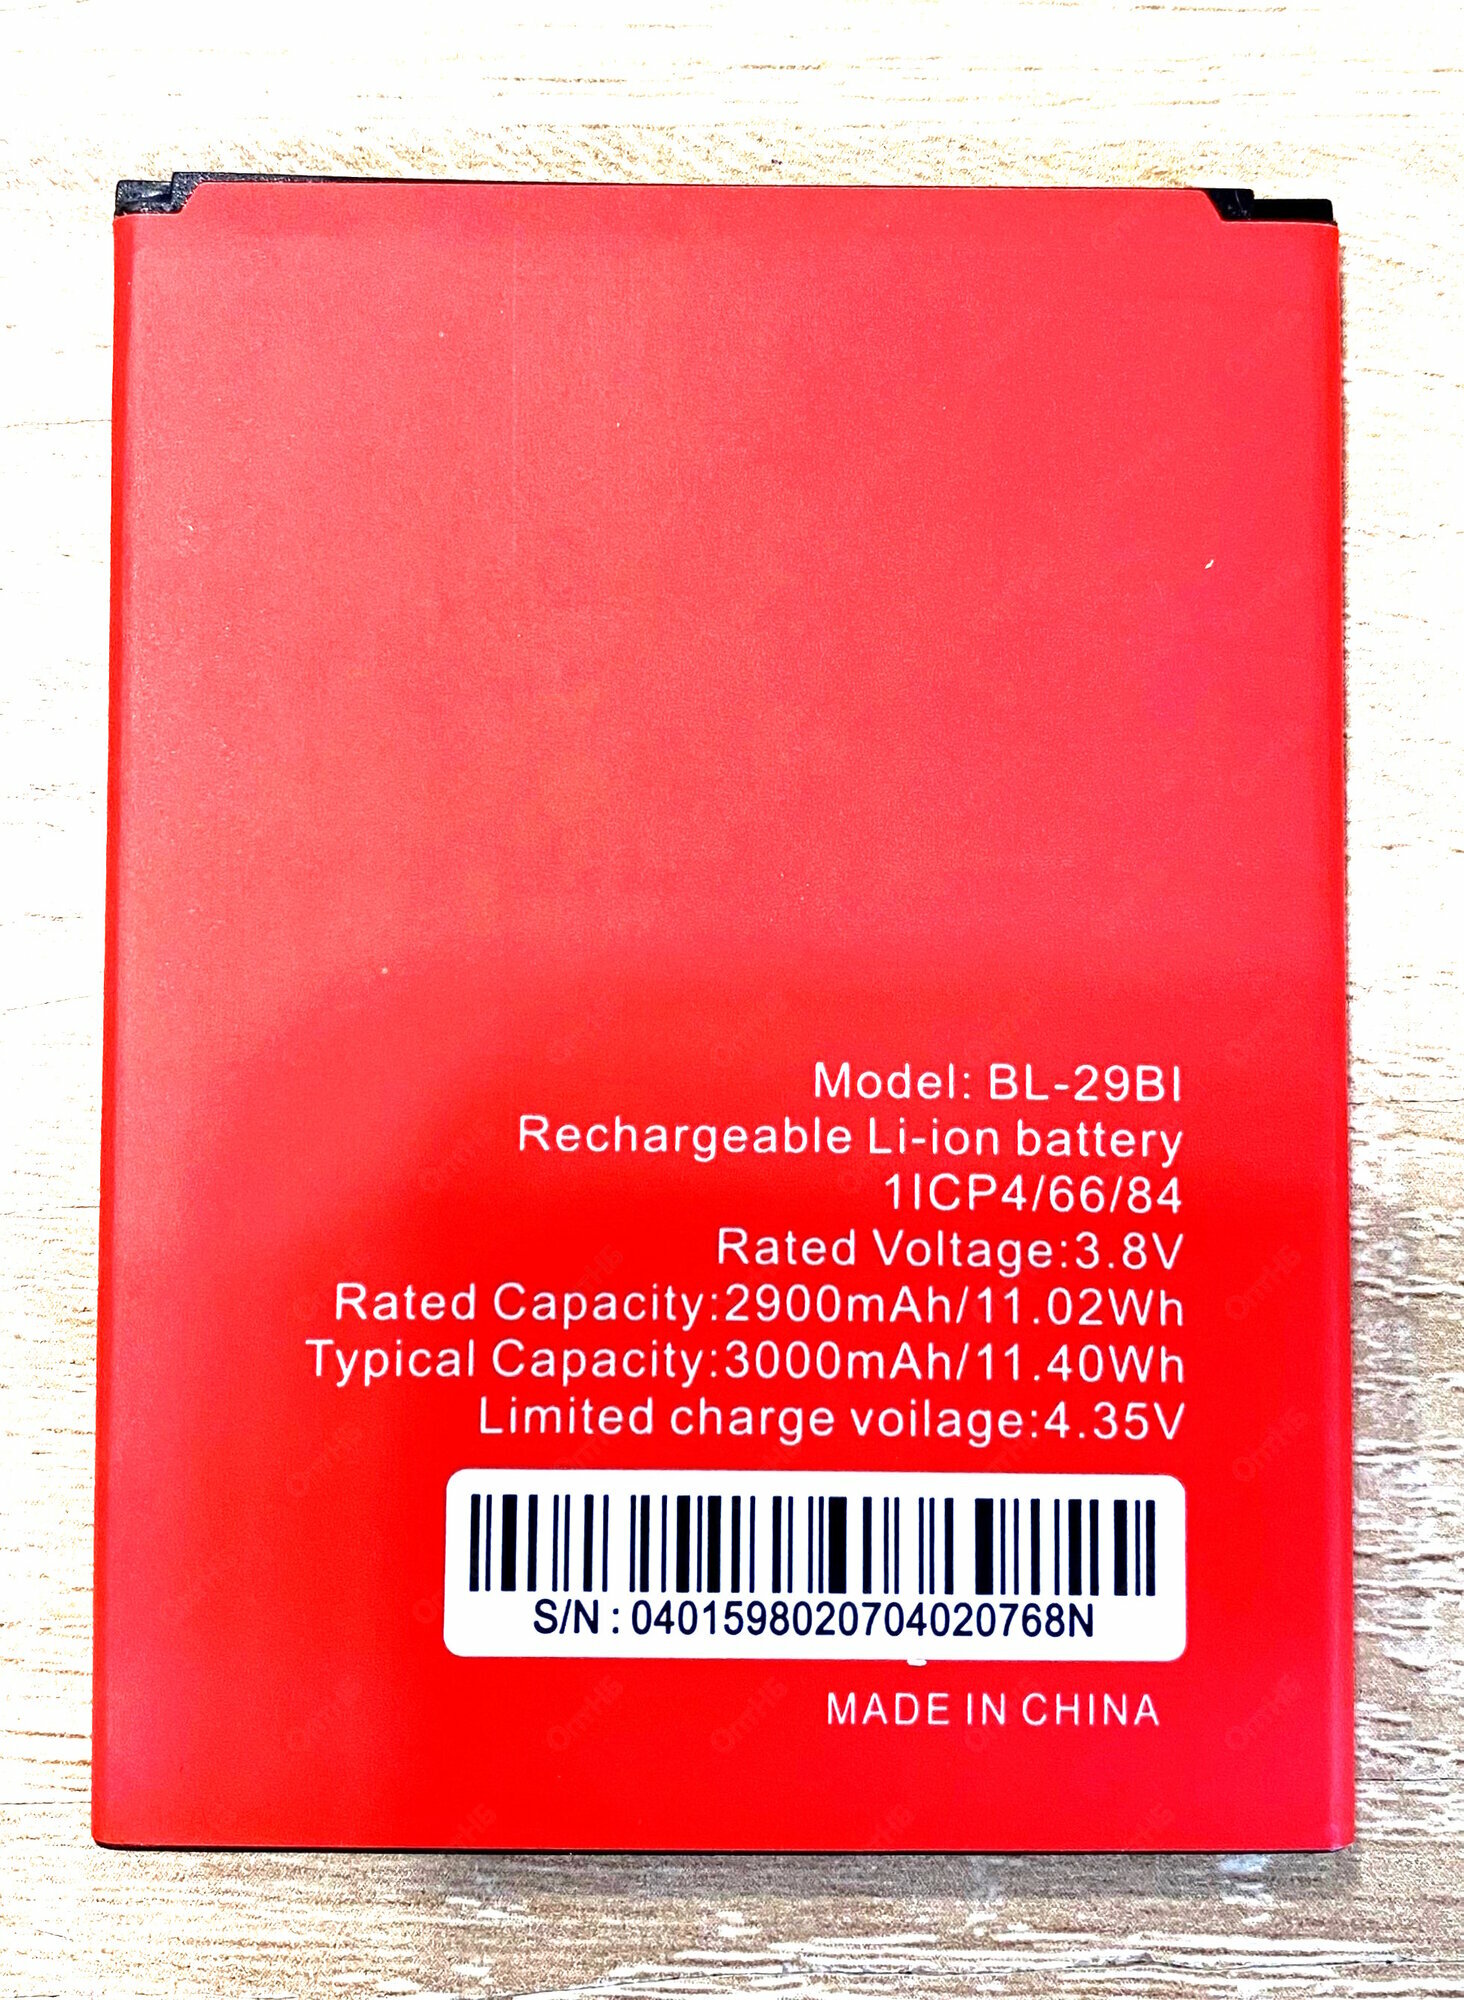 Model: BL-29BI
Rechargeable Li-ion battery
1ICP4/66/84
Rated Voltage:3.8V
Rated Capacity:2900mAh/11.02Wh
Typical Capacity:3000mAh/11.40Wh
Limited charge voilage:4.35V
S/N : 0401598020704020768N
MADE IN CHINA
ОптНБ